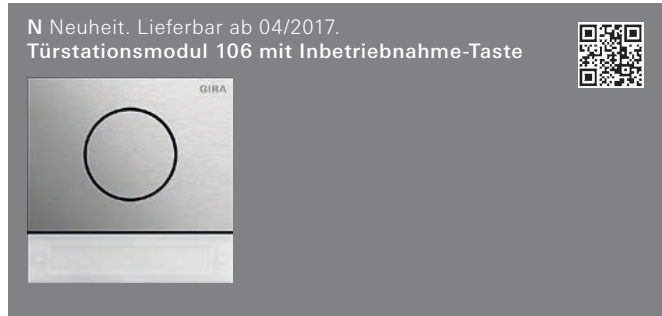 N Neuheit. Lieferbar ab 04/2017.
Türstationsmodul 106 mit Inbetriebnahme-Taste
GIRA